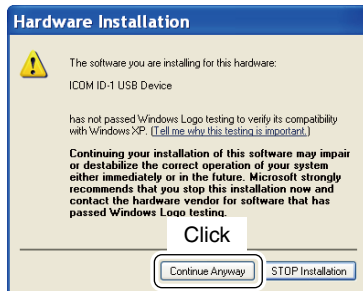 Hardware Installation
The software you are installing for this hardware:
ICOM ID-1 USB Device
has not passed Windows Logo testing to verify its compatibility
with Windows XP. (Tell me why this testing is important.)
Continuing your installation of this software may impair
or destabilize the correct operation of your system
either immediately or in the future. Microsoft strongly
recommends that you stop this installation now and
contact the hardware vendor for software that has
passed Windows Logo testing.
Click
Continue Anyway
STOP Installation